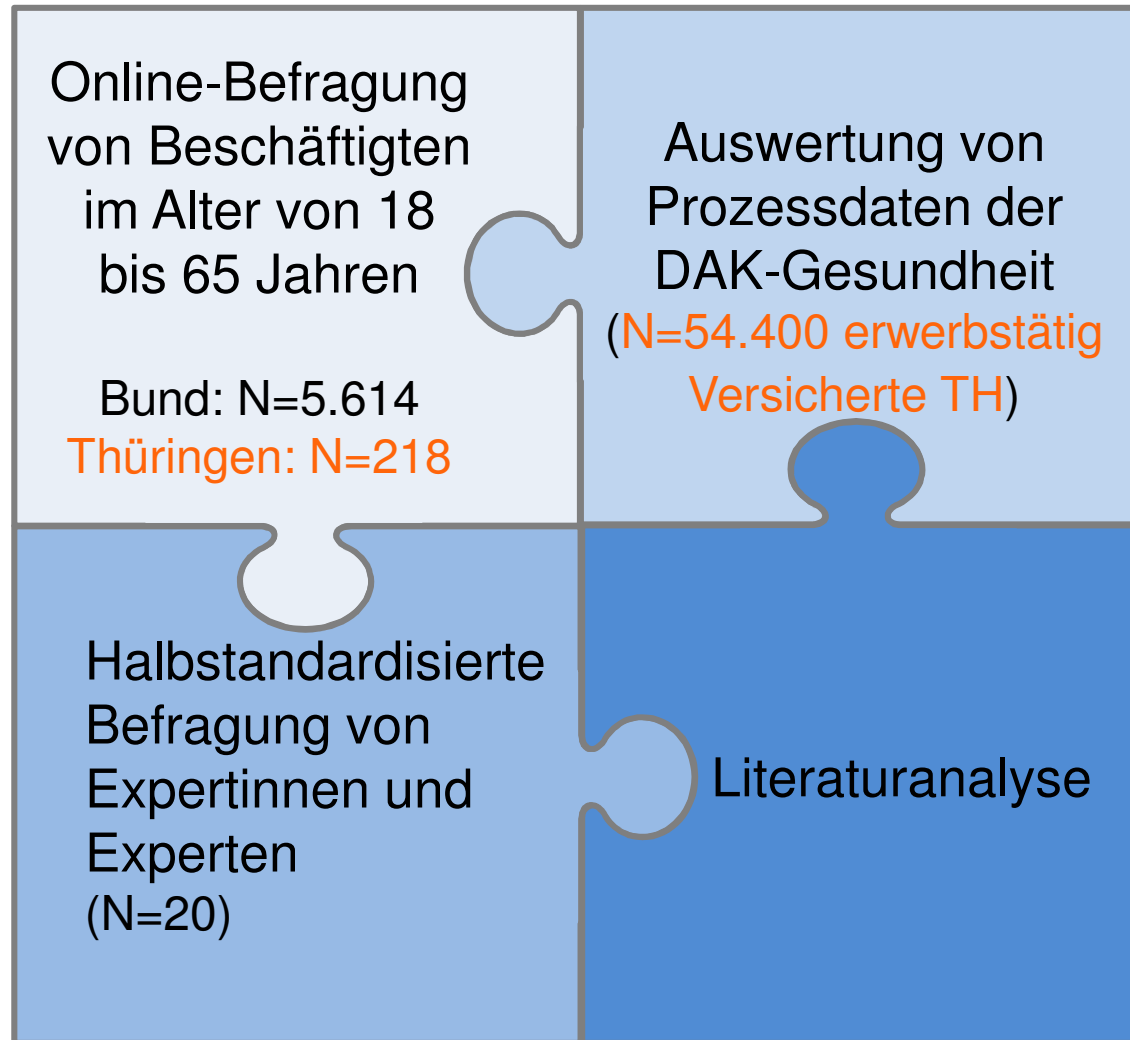 Online-Befragung
von Beschäftigten
im Alter von 18
bis 65 Jahren
Bund: N=5.614
Thüringen: N=218
Auswertung von
Prozessdaten der
DAK-Gesundheit
(N=54.400 erwerbstätig
Versicherte TH)
Halbstandardisierte
Befragung von
Expertinnen und
Experten
(N=20)
Literaturanalyse